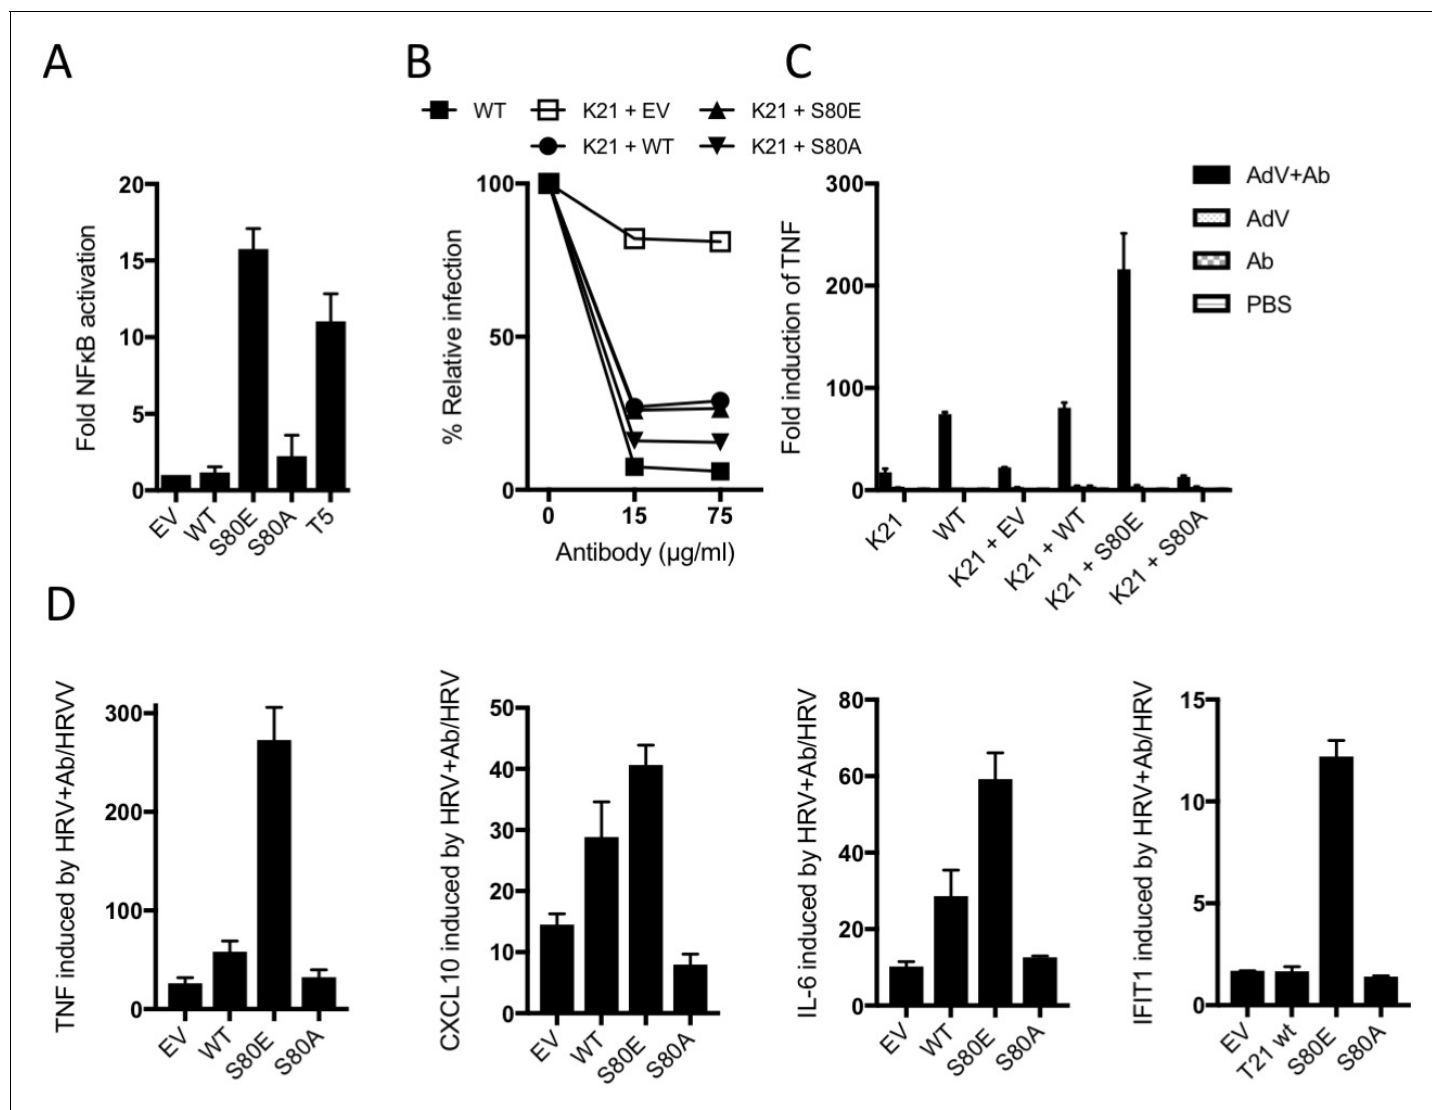 A
B
C
WT
K21 + EV
K21 + S80E
K21 + WT
K21 + S80A
Fold NFκB activation
20
15
10
5
0
EV
WT
S80E
S80A
T5
% Relative infection
100
50
0
0
15
75
Antibody (µg/ml)
Fold induction of TNF
300
200
100
0
K21
WT
K21 + EV
K21 + WT
K21 + S80E
K21 + S80A
AdV+Ab
AdV
Ab
PBS
D
TNF induced by HRV+Ab/HRVV
300
200
100
0
EV
WT
S80E
S80A
CXCL10 induced by HRV+Ab/HRV
50
40
30
20
10
0
EV
WT
S80E
S80A
IL-6 induced by HRV+Ab/HRV
80
60
40
20
0
EV
WT
S80E
S80A
IFIT1 induced by HRV+Ab/HRV
15
10
5
0
EV
T21 wt
S80E
S80A